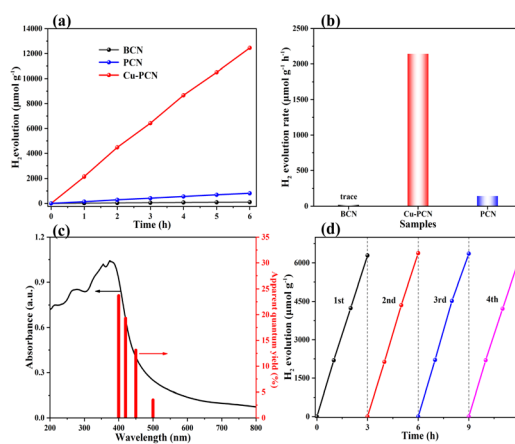 (a)
BCN
PCN
Cu-PCN
H₂evolution (μmol g⁻¹)
14000
12000
10000
8000
6000
4000
2000
0
0 1 2 3 4 5 6
Time (h)
(b)
H₂ evolution rate (μmol g⁻¹ h⁻¹)
2500
2000
1500
1000
500
0
trace
BCN Cu-PCN PCN
Samples
(c)
Absorbance (a.u.)
1.2
0.9
0.6
0.3
0.0
Apparent quantum yield (%)
35
30
25
20
15
10
5
0
200 300 400 500 600 700 800
Wavelength (nm)
(d)
H₂ evolution (μmol g⁻¹)
6000
4500
3000
1500
0
1st 2nd 3rd 4th
0 3 6 9
Time (h)